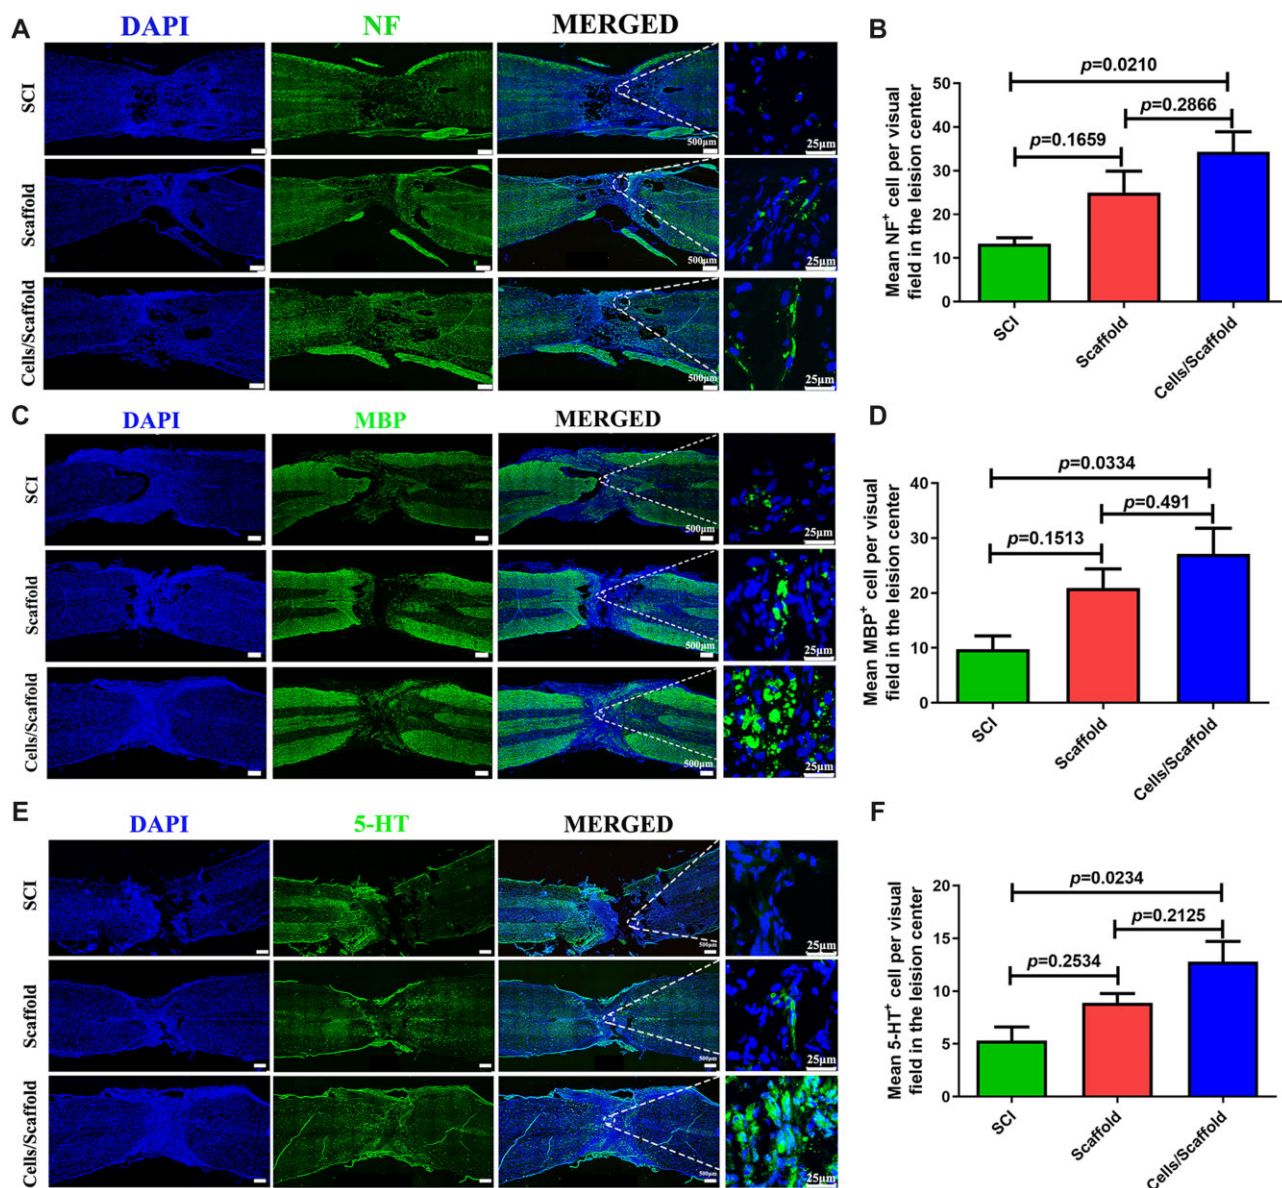 A
DAPI NF MERGED
SCI
500μm
25μm
Scaffold
500μm
25μm
Cells/Scaffold
500μm
25μm
B
p=0.0210
p=0.2866
p=0.1659
Mean NF+ cell per visual
field in the leision center
50
40
30
20
10
0
SCI
Scaffold
Cells/Scaffold
C
DAPI MBP MERGED
SCI
500μm
25μm
Scaffold
500μm
25μm
Cells/Scaffold
500μm
25μm
D
p=0.0334
p=0.491
p=0.1513
Mean MBP+ cell per visual
field in the leision center
40
30
20
10
0
SCI
Scaffold
Cells/Scaffold
E
DAPI 5-HT MERGED
SCI
500μm
25μm
Scaffold
500μm
25μm
Cells/Scaffold
500μm
25μm
F
p=0.0234
p=0.2125
p=0.2534
Mean 5-HT+ cell per visual
field in the leision center
20
15
10
5
0
SCI
Scaffold
Cells/Scaffold